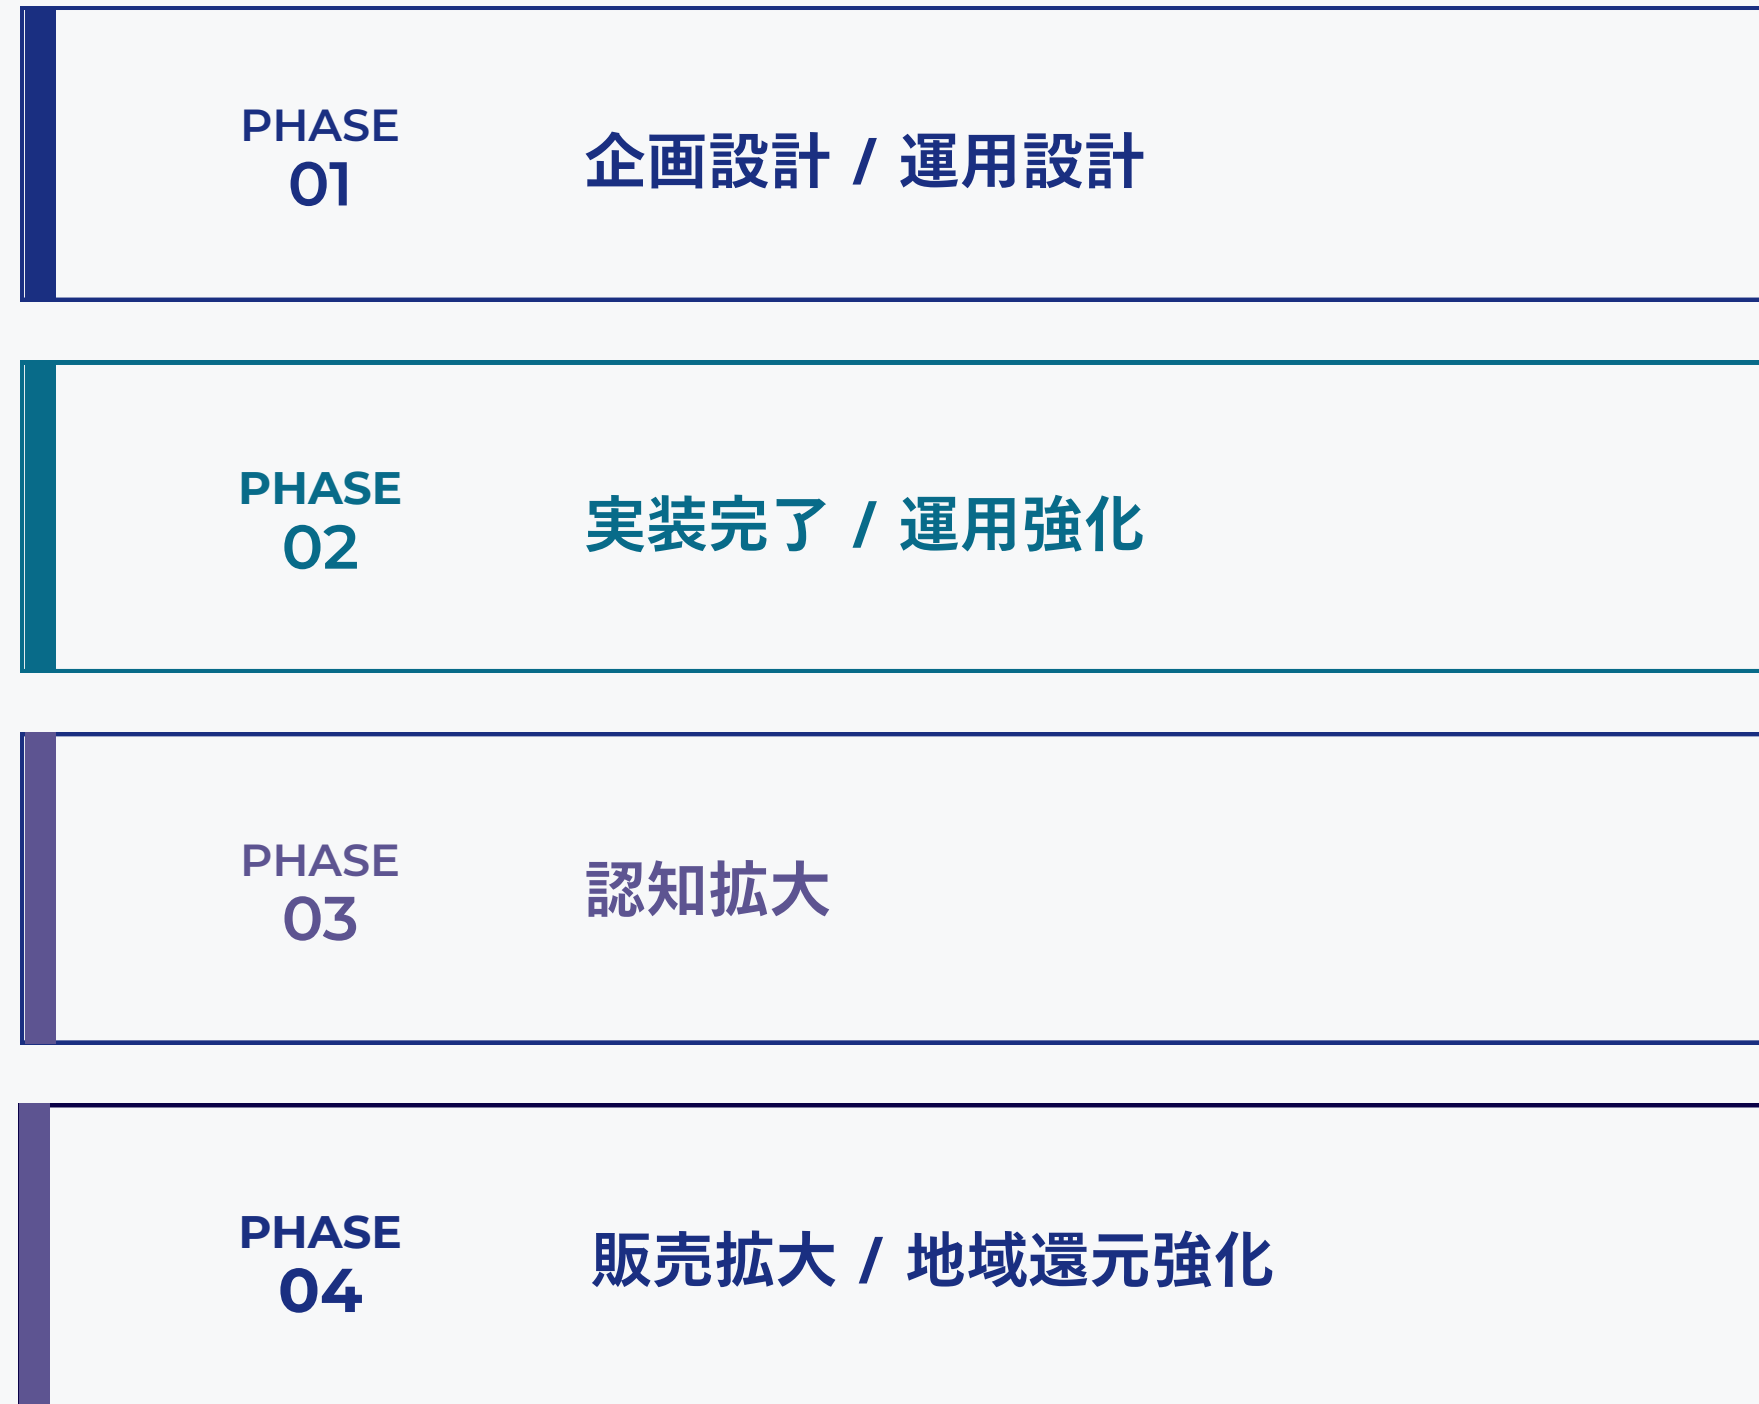 PHASE
01
企画設計 / 運用設計
PHASE
02
実装完了 / 運用強化
PHASE
03
認知拡大
PHASE
04
販売拡大 / 地域還元強化